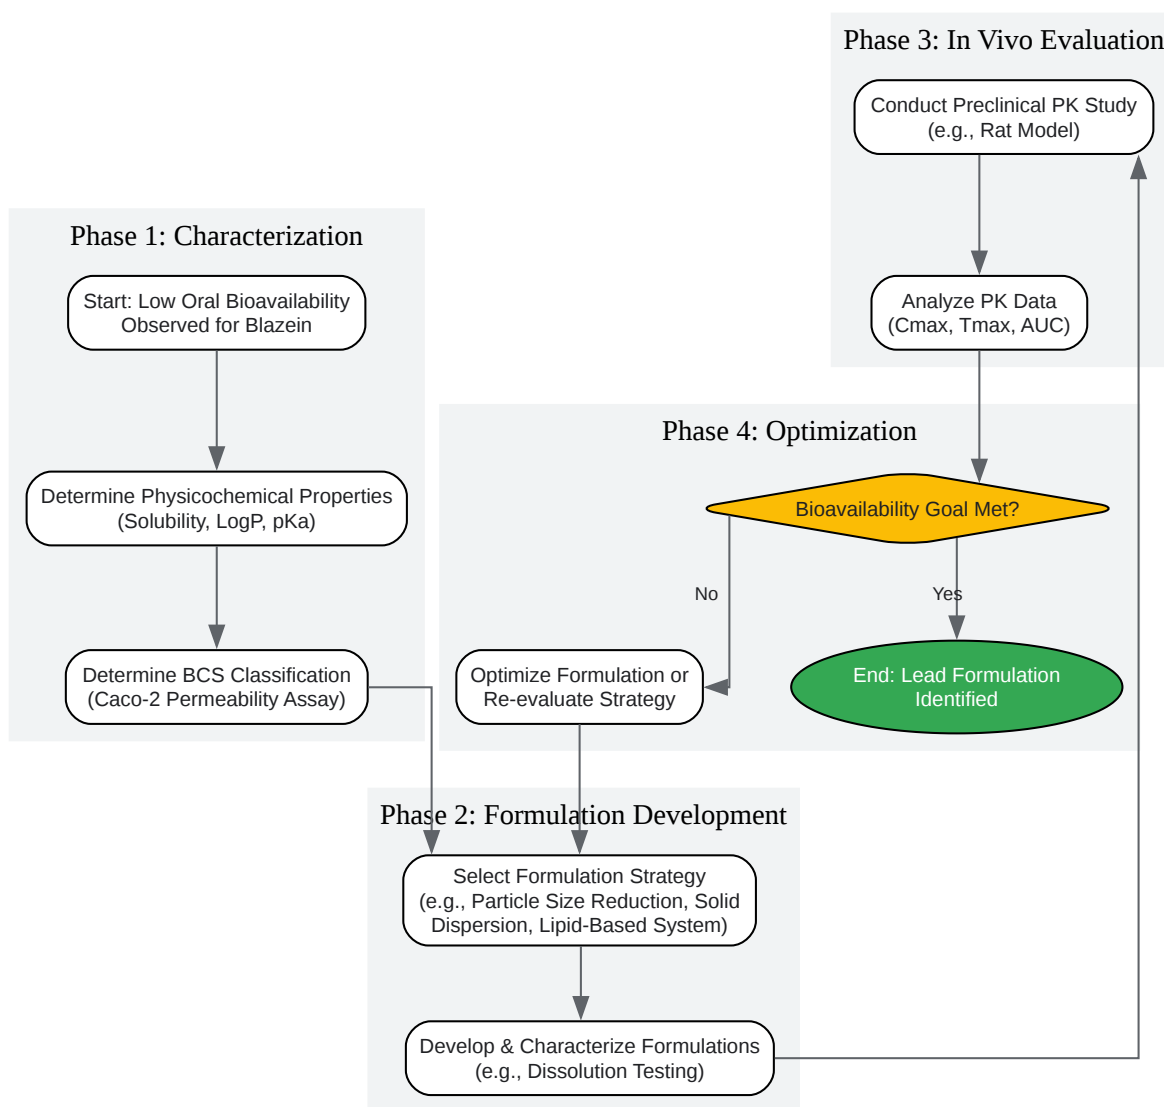 Phase 3: In Vivo Evaluation
Conduct Preclinical PK Study
(e.g., Rat Model)
Analyze PK Data
(Cmax, Tmax, AUC)
Phase 1: Characterization
Start: Low Oral Bioavailability
Observed for Blazein
Determine Physicochemical Properties
(Solubility, LogP, pKa)
Determine BCS Classification
(Caco-2 Permeability Assay)
Phase 4: Optimization
Bioavailability Goal Met?
No
Yes
Optimize Formulation or
Re-evaluate Strategy
End: Lead Formulation
Identified
Phase 2: Formulation Development
Select Formulation Strategy
(e.g., Particle Size Reduction, Solid
Dispersion, Lipid-Based System)
Develop & Characterize Formulations
(e.g., Dissolution Testing)